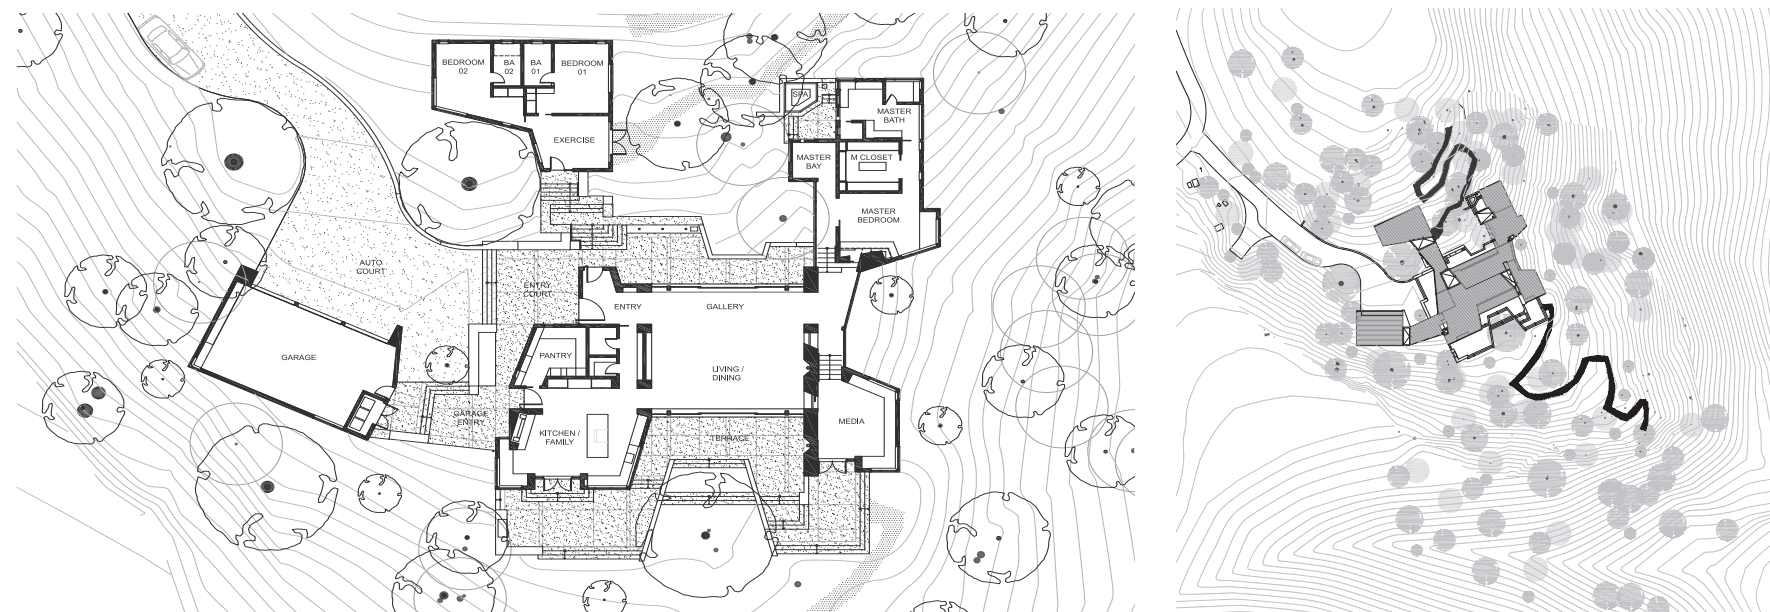 BEDROOM
02
BA
02
BA
01
BEDROOM
01
EXERCISE
SPA
MASTER
BATH
MASTER
BAY
M CLOSET
MASTER
BEDROOM
AUTO
COURT
ENTRY
COURT
ENTRY
GALLERY
GARAGE
PANTRY
LIVING /
DINING
GARAGE
ENTRY
KITCHEN /
FAMILY
TERRACE
MEDIA